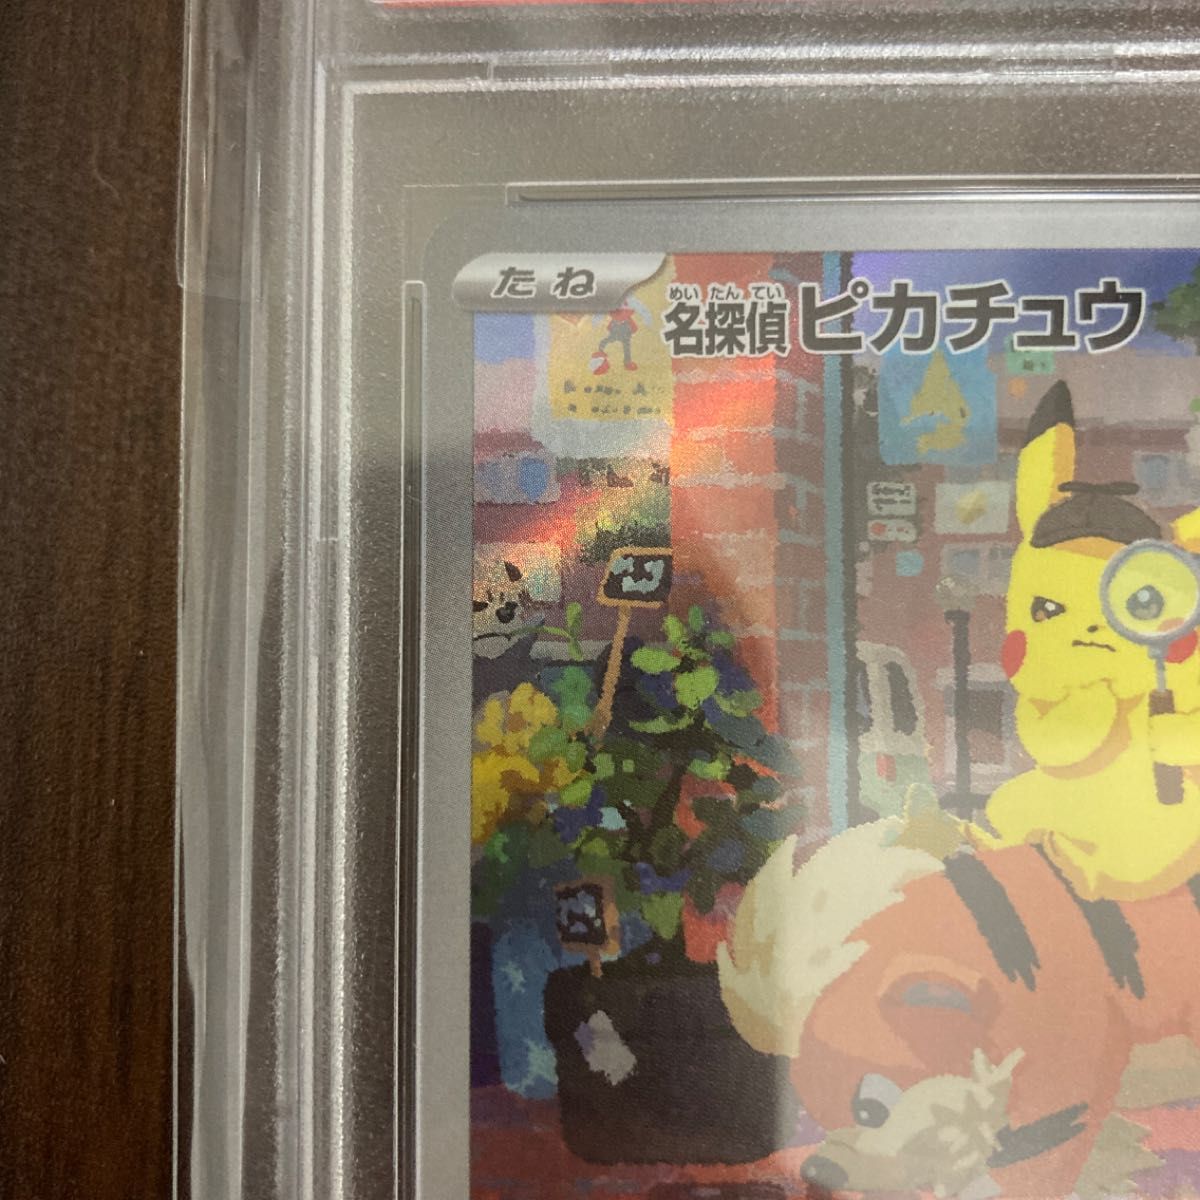 たね
めいたんてい
名探偵ピカチュウ